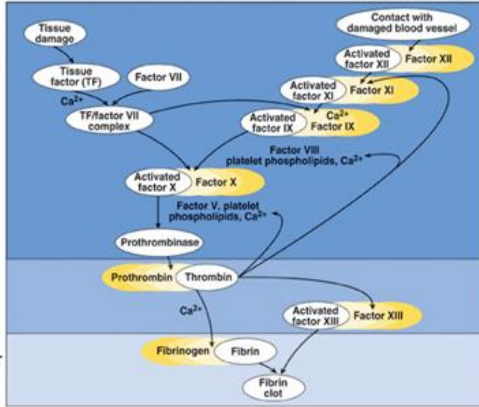 Tissue
damage
Contact with
damaged blood vessel
Activated
factor XII
Factor XII
Tissue
factor (TF)
Factor VII
Activated
factor XI
Factor XI
Ca²⁺
TF/factor VII
complex
Activated
factor IX
Ca²⁺
Factor IX
Factor VIII
platelet phospholipids, Ca²⁺
Activated
factor X
Factor X
Factor V, platelet
phospholipids, Ca²⁺
Prothrombinase
Prothrombin
Thrombin
Ca²⁺
Activated
factor XIII
Factor XIII
Fibrinogen
Fibrin
Fibrin
clot